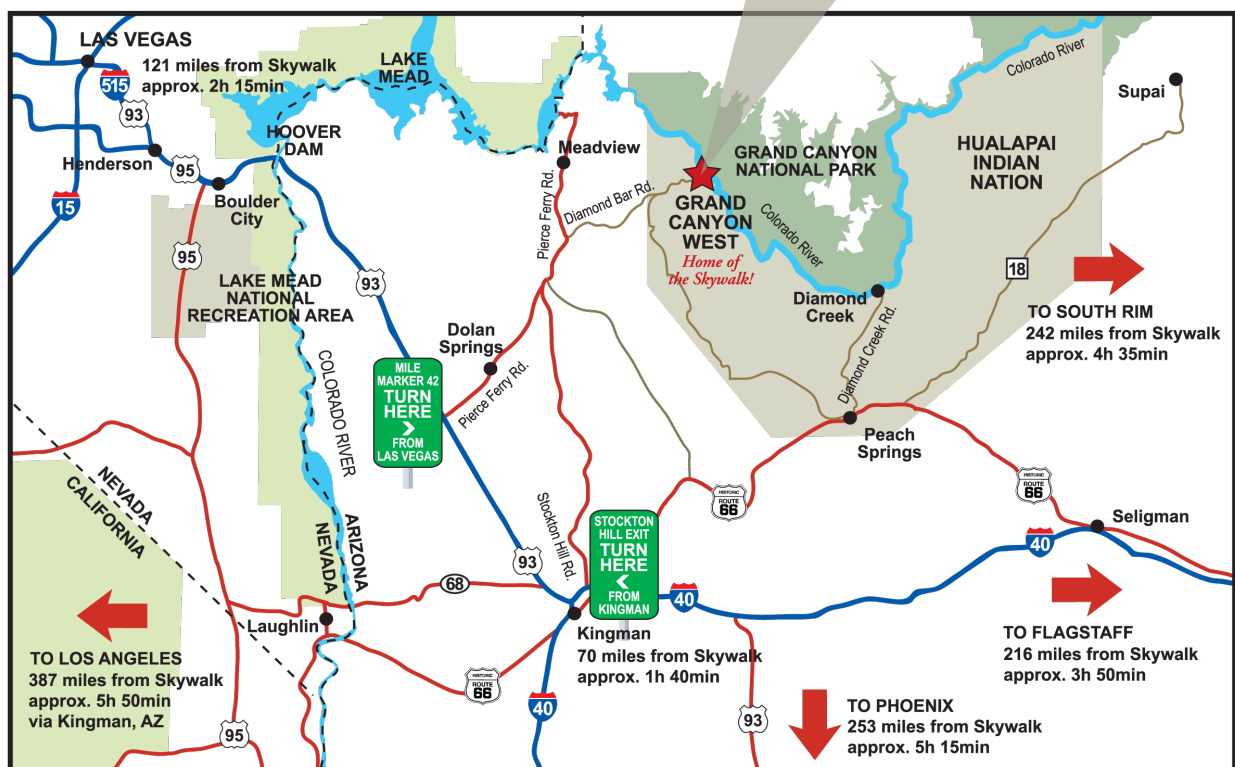 LAS VEGAS
121 miles from Skywalk
approx. 2h 15min
515
93
Henderson
95
15
Boulder
City
95
HOOVER
DAM
LAKE
MEAD
LAKE MEAD
NATIONAL
RECREATION AREA
93
COLORADO RIVER
Meadview
Pierce Ferry Rd.
Diamond Bar Rd.
Dolan
Springs
Pierce Ferry Rd.
MILE
MARKER 42
TURN
HERE
>
FROM
LAS VEGAS
GRAND CANYON
NATIONAL PARK
GRAND
CANYON
WEST
Home of
the Skywalk!
Colorado River
Colorado River
Supai
HUALAPAI
INDIAN
NATION
18
Diamond
Creek
Diamond Creek Rd.
Peach
Springs
TO SOUTH RIM
242 miles from Skywalk
approx. 4h 35min
HISTORIC
ROUTE
66
HISTORIC
ROUTE
66
Seligman
40
NEVADA
CALIFORNIA
ARIZONA
NEVADA
Stockton Hill Rd.
93
68
STOCKTON
HILL EXIT
TURN
HERE
<
FROM
KINGMAN
40
Laughlin
Kingman
70 miles from Skywalk
approx. 1h 40min
HISTORIC
ROUTE
66
40
95
93
TO LOS ANGELES
387 miles from Skywalk
approx. 5h 50min
via Kingman, AZ
TO FLAGSTAFF
216 miles from Skywalk
approx. 3h 50min
TO PHOENIX
253 miles from Skywalk
approx. 5h 15min